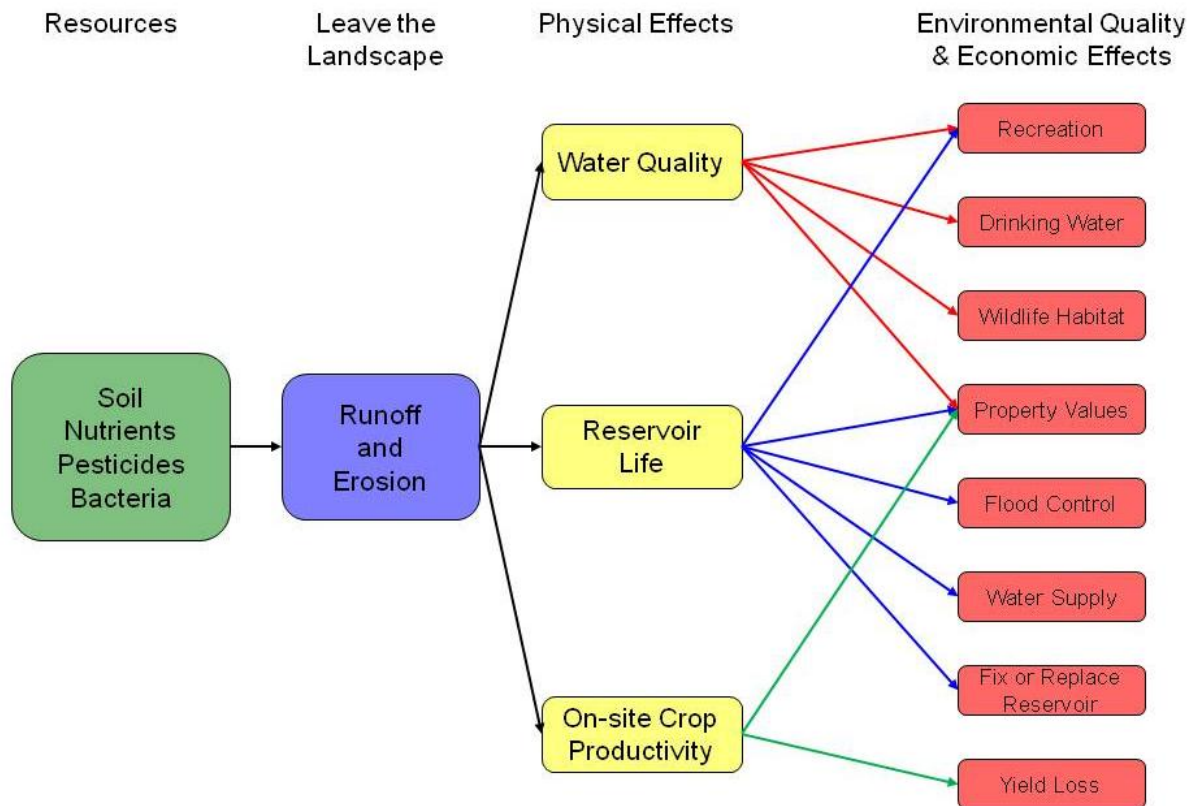 Resources
Leave the
Landscape
Physical Effects
Environmental Quality
& Economic Effects
Soil
Nutrients
Pesticides
Bacteria
Runoff
and
Erosion
Water Quality
Reservoir
Life
On-site Crop
Productivity
Recreation
Drinking Water
Wildlife Habitat
Property Values
Flood Control
Water Supply
Fix or Replace
Reservoir
Yield Loss